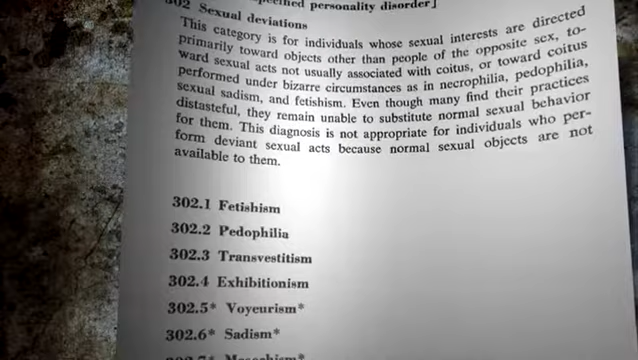 personality disorder]
302 Sexual deviations
This category is for individuals whose sexual interests are directed
primarily toward objects other than people of the opposite sex, to-
ward sexual acts not usually associated with coitus, or toward coitus
performed under bizarre circumstances as in necrophilia, pedophilia,
sexual sadism, and fetishism. Even though many find their practices
distasteful, they remain unable to substitute normal sexual behavior
for them. This diagnosis is not appropriate for individuals who per-
form deviant sexual acts because normal sexual objects are not
available to them.
302.1 Fetishism
302.2 Pedophilia
302.3 Transvestitism
302.4 Exhibitionism
302.5* Voyeurism*
302.6* Sadism*